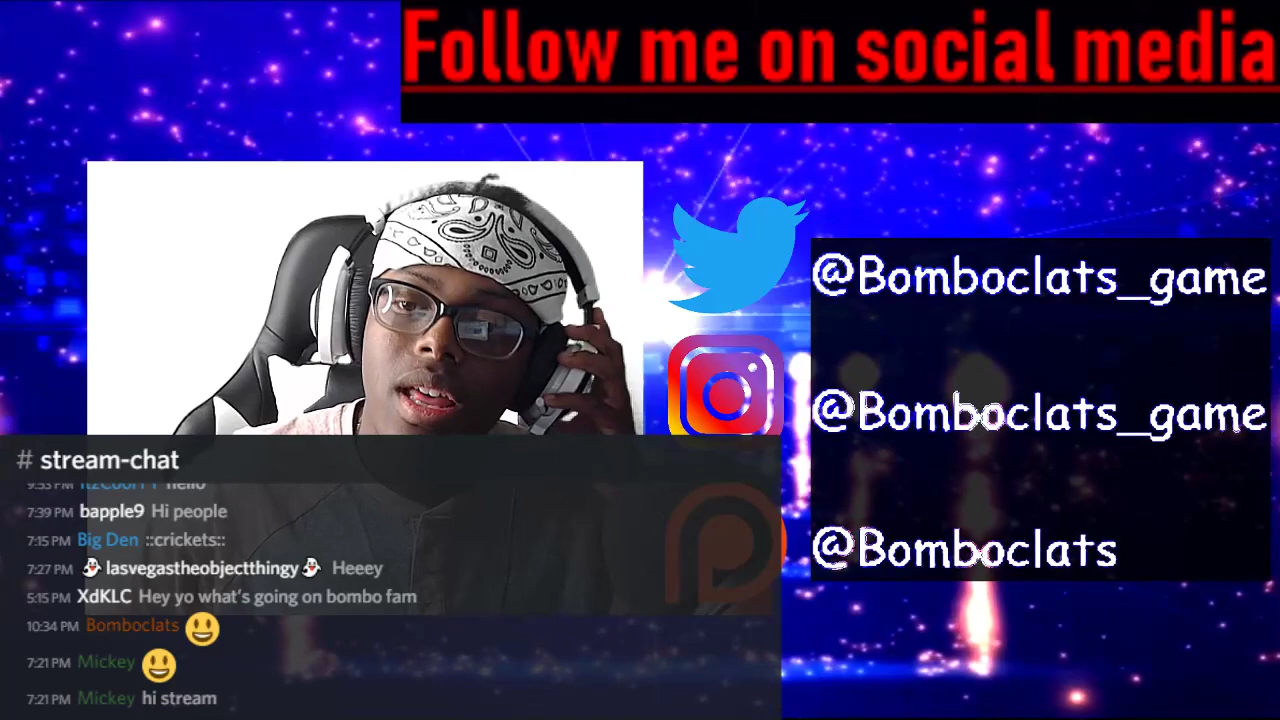 Follow me on social media
@Bomboclats_game
@Bomboclats_game
@Bomboclats
# stream-chat
hello
7:39 PM bapple9 Hi people
7:15 PM Big Den ::crickets::
7:27 PM 👻 lasvegastheobjectthingy 👻 Heeey
5:15 PM XdKLC Hey yo what's going on bombo fam
10:34 PM Bomboclats 😃
7:21 PM Mickey 😃
7:21 PM Mickey hi stream